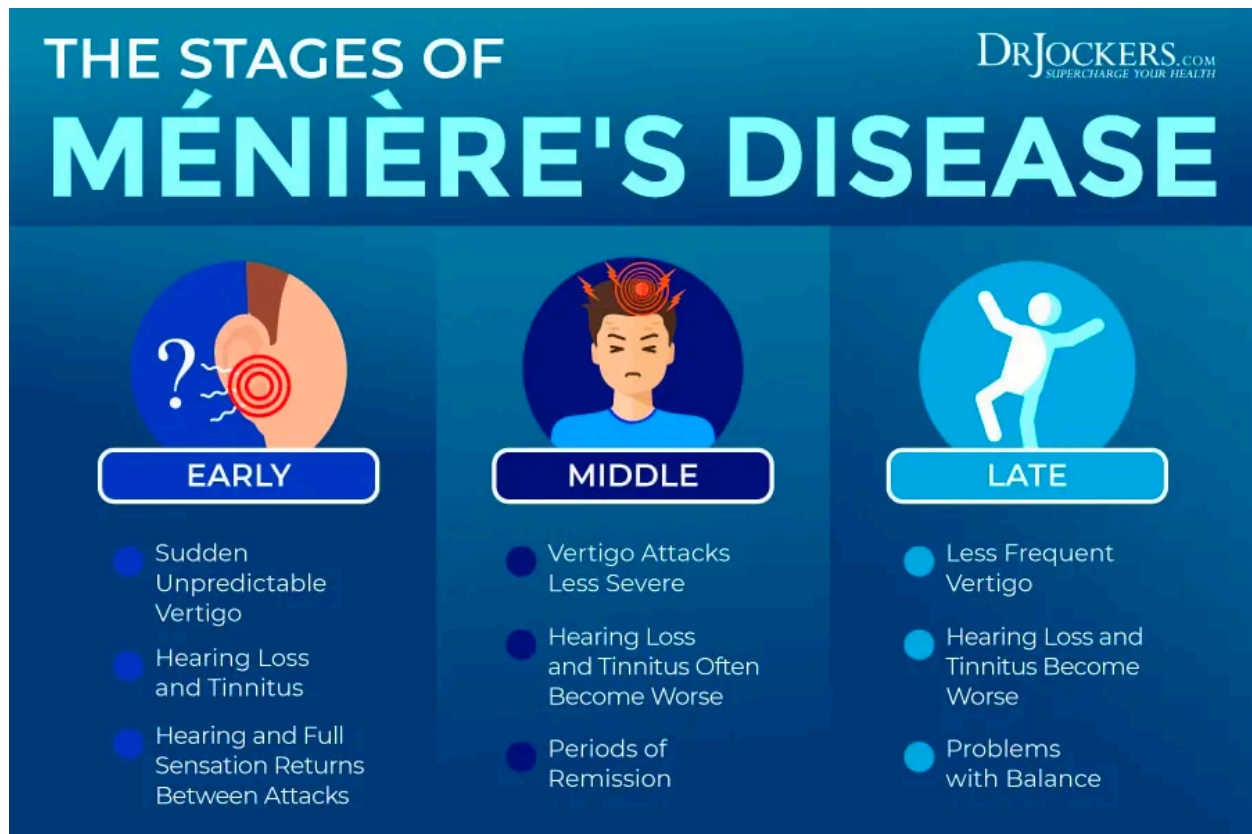 THE STAGES OF
DRJOCKERS.COM
SUPERCHARGE YOUR HEALTH
MÉNIÈRE'S DISEASE
?
EARLY
Sudden
Unpredictable
Vertigo
Hearing Loss
and Tinnitus
Hearing and Full
Sensation Returns
Between Attacks
MIDDLE
Vertigo Attacks
Less Severe
Hearing Loss
and Tinnitus Often
Become Worse
Periods of
Remission
LATE
Less Frequent
Vertigo
Hearing Loss and
Tinnitus Become
Worse
Problems
with Balance